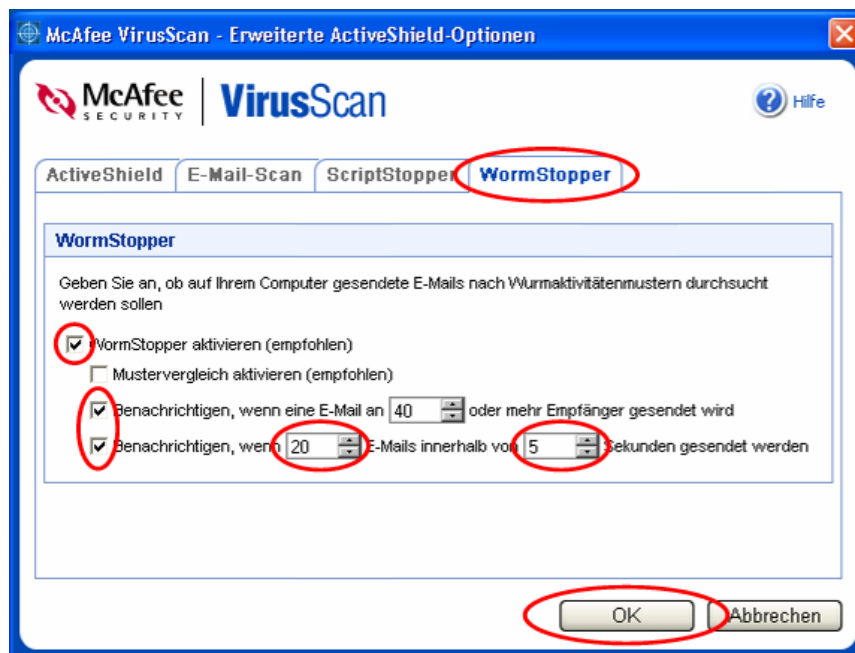 McAfee VirusScan - Erweiterte ActiveShield-Optionen
McAfee SECURITY VirusScan
Hilfe
ActiveShield E-Mail-Scan ScriptStopper WormStopper
WormStopper
Geben Sie an, ob auf Ihrem Computer gesendete E-Mails nach Wurmaktivitätenmustern durchsucht
werden sollen
WormStopper aktivieren (empfohlen)
Mustervergleich aktivieren (empfohlen)
Benachrichtigen, wenn eine E-Mail an 40 oder mehr Empfänger gesendet wird
Benachrichtigen, wenn 20 E-Mails innerhalb von 5 Sekunden gesendet werden
OK Abbrechen